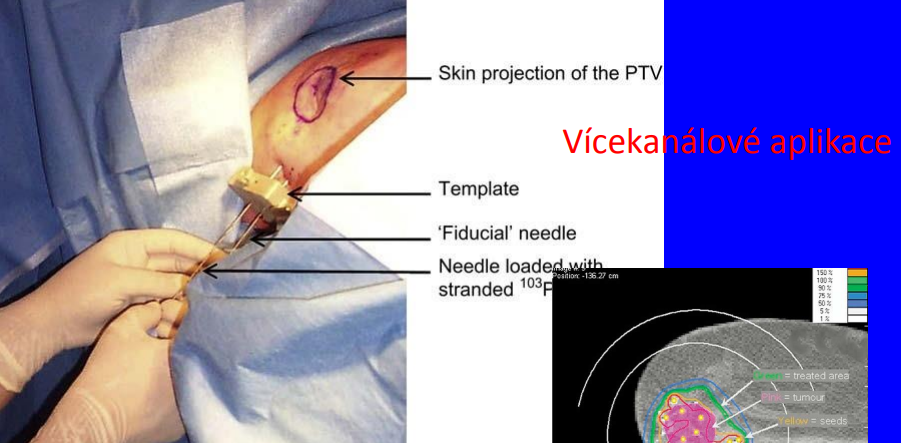 Skin projection of the PTV
Vícekanálové aplikace
Template
‘Fiducial’ needle
Needle loaded with
stranded ¹⁰³P
Position: -136.27 cm
150 %
100 %
90 %
75 %
50 %
5 %
1 %
Green = treated area
Pink = tumour
Yellow = seeds